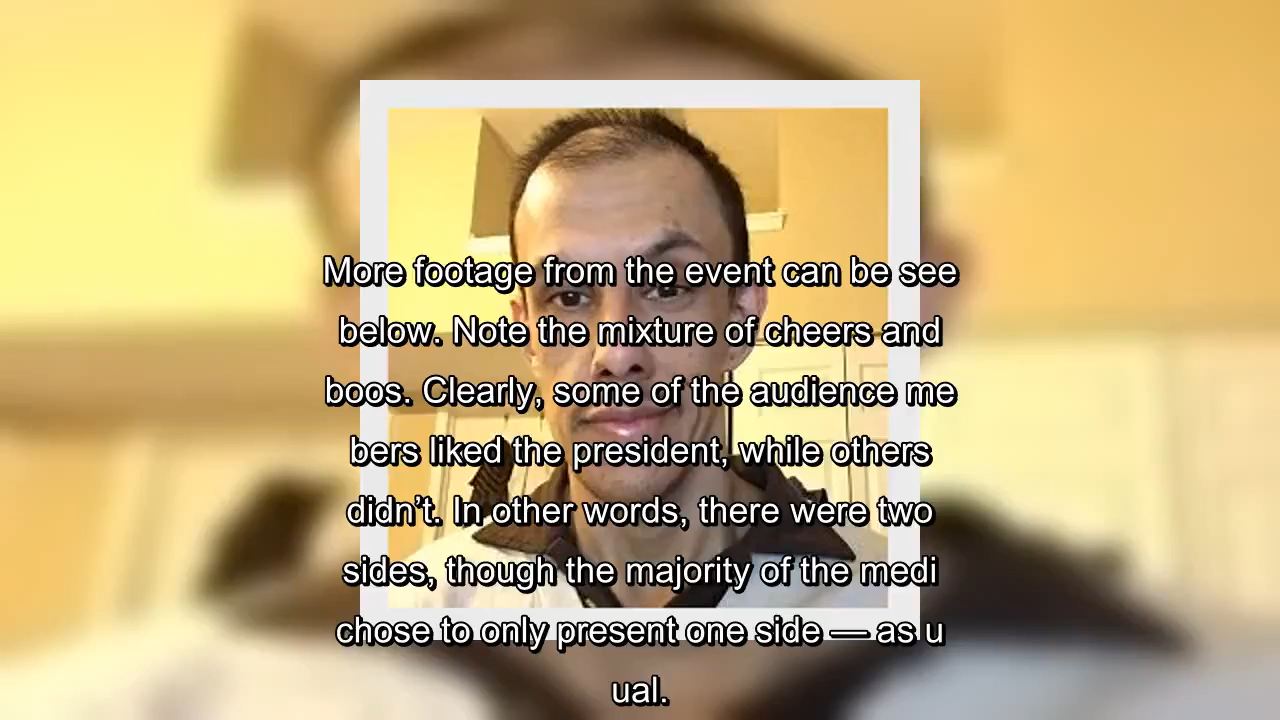 More footage from the event can be see
below. Note the mixture of cheers and
boos. Clearly, some of the audience me
bers liked the president, while others
didn’t. In other words, there were two
sides, though the majority of the medi
chose to only present one side — as u
ual.